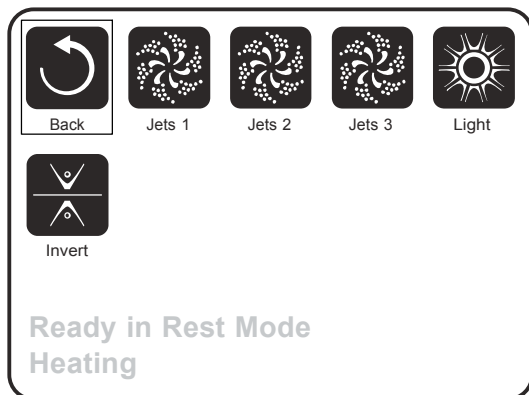 Back
Jets 1
Jets 2
Jets 3
Light
Invert
Ready in Rest Mode
Heating